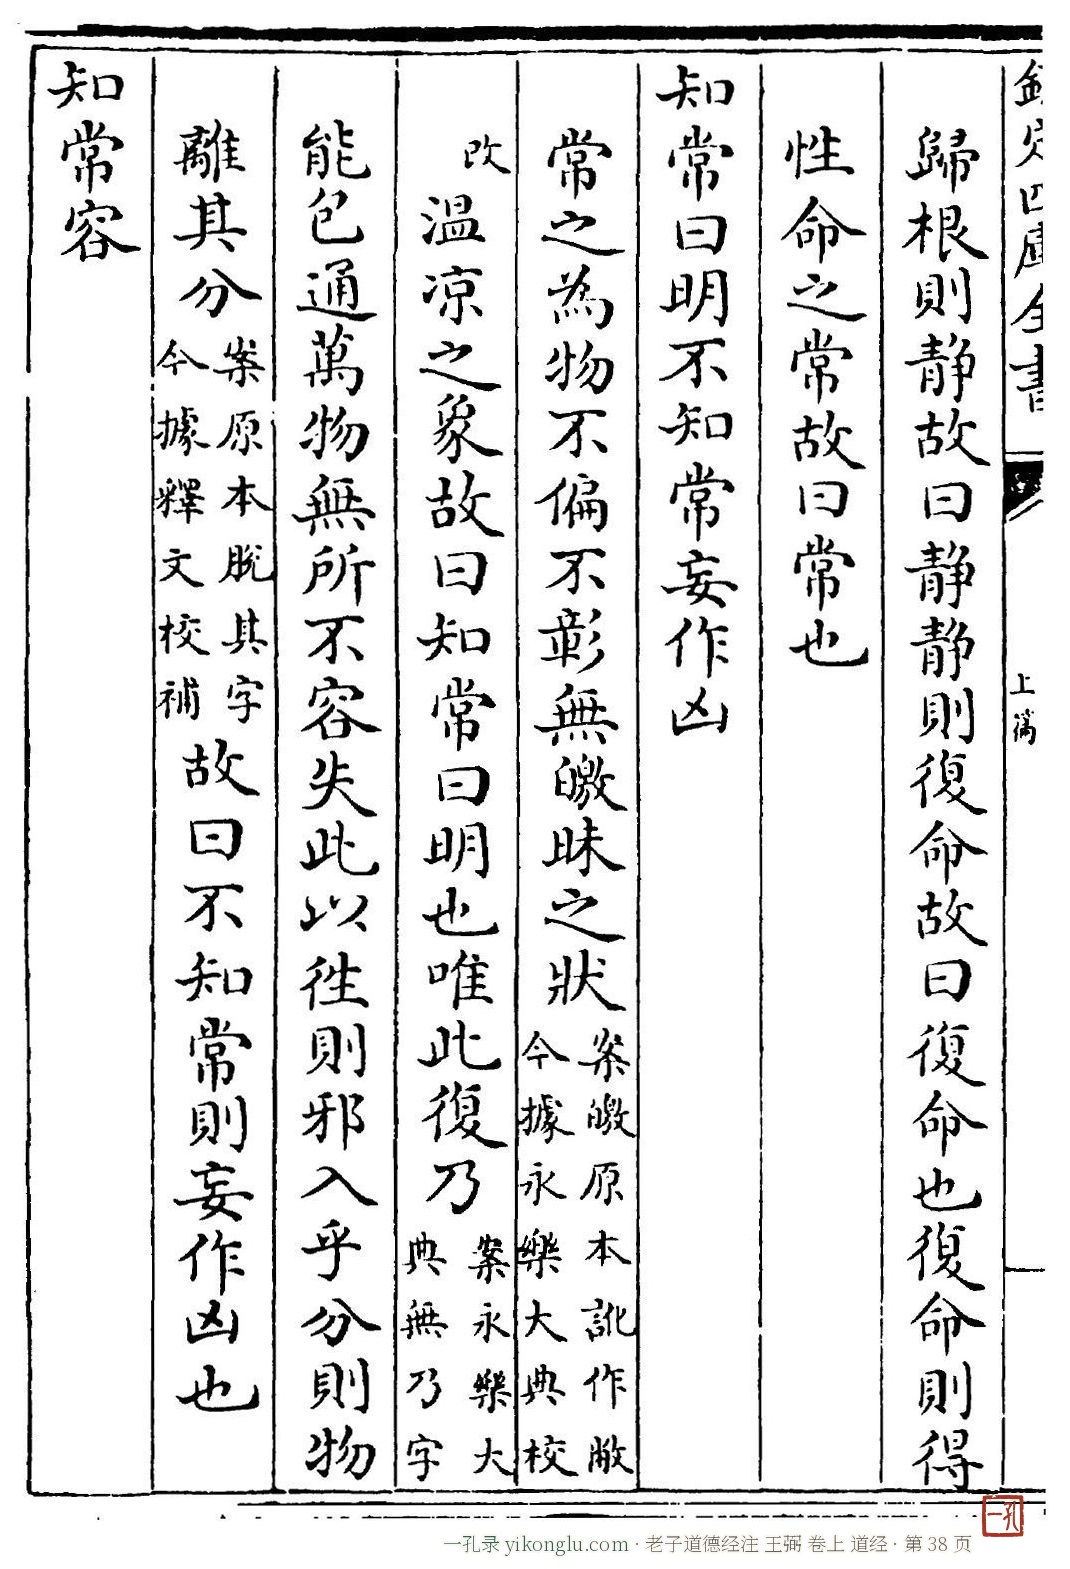 欽定四庫全書
上篇
歸根則静故曰静静則復命故曰復命也復命則得
性命之常故曰常也
知常曰明不知常妄作凶
常之為物不偏不彰無皦昧之狀案皦原本訛作敝今據永樂大典校
改溫凉之象故曰知常曰明也唯此復乃案永樂大典無乃字
能包通萬物無所不容失此以徃則邪入乎分則物
離其分案原本脫其字今據釋文校補故曰不知常則妄作凶也
知常容
一孔
一孔录 yikonglu.com · 老子道德经注 王弼 卷上 道经 · 第 38 页